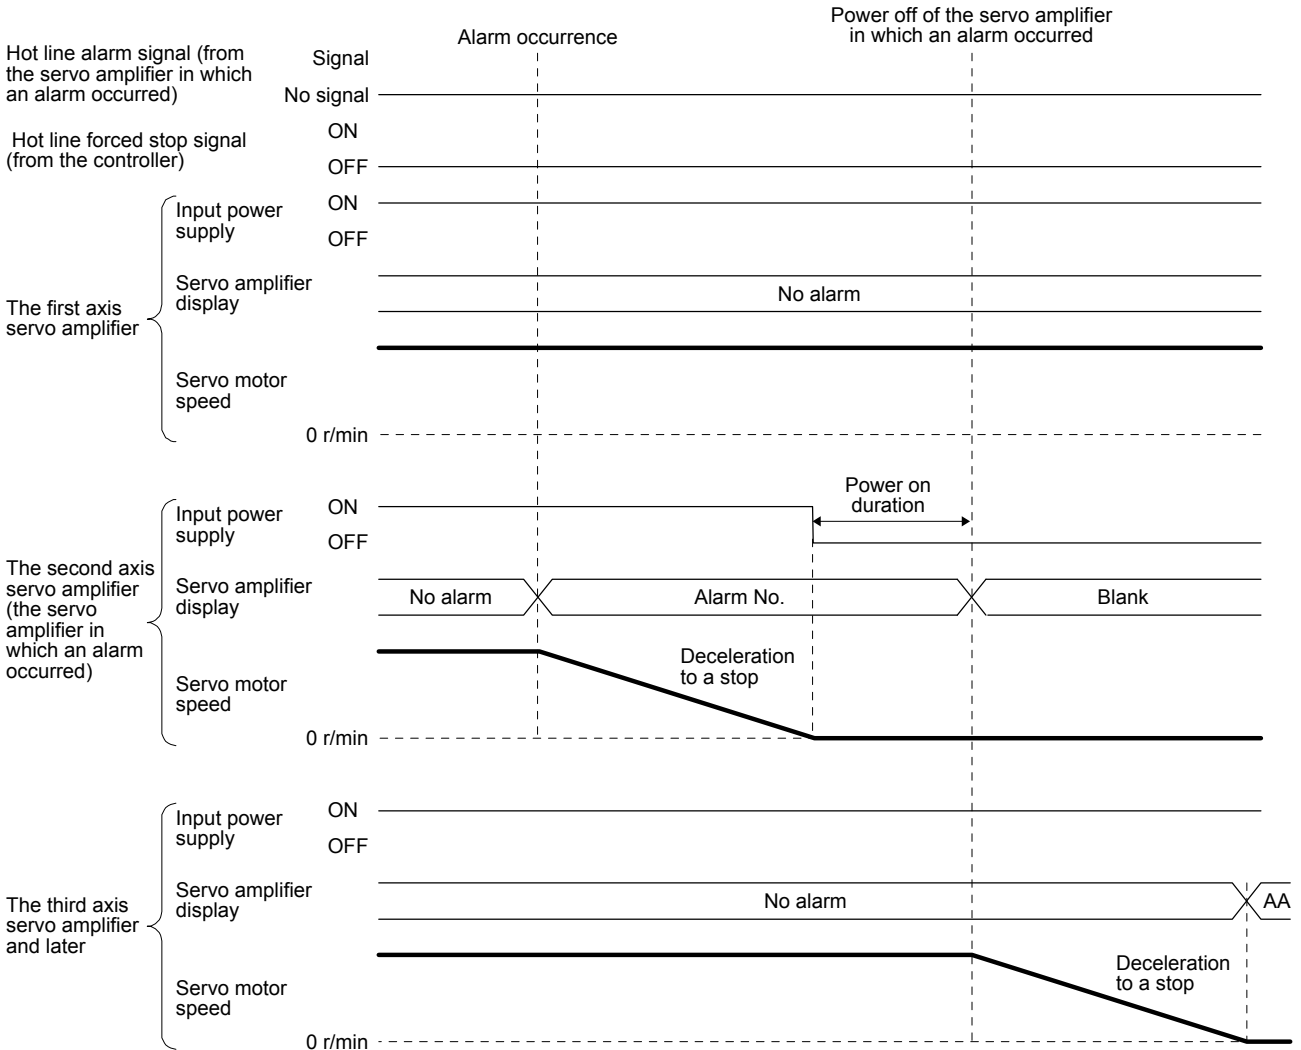 Power off of the servo amplifier
in which an alarm occurred
Alarm occurrence
Hot line alarm signal (from
the servo amplifier in which
an alarm occurred)
Signal
No signal
Hot line forced stop signal
(from the controller)
ON
OFF
The first axis
servo amplifier
Input power
supply
ON
OFF
Servo amplifier
display
No alarm
Servo motor
speed
0 r/min
The second axis
servo amplifier
(the servo
amplifier in
which an alarm
occurred)
Input power
supply
ON
OFF
Power on
duration
Servo amplifier
display
No alarm
Alarm No.
Blank
Servo motor
speed
Deceleration
to a stop
0 r/min
The third axis
servo amplifier
and later
Input power
supply
ON
OFF
Servo amplifier
display
No alarm
AA
Servo motor
speed
Deceleration
to a stop
0 r/min